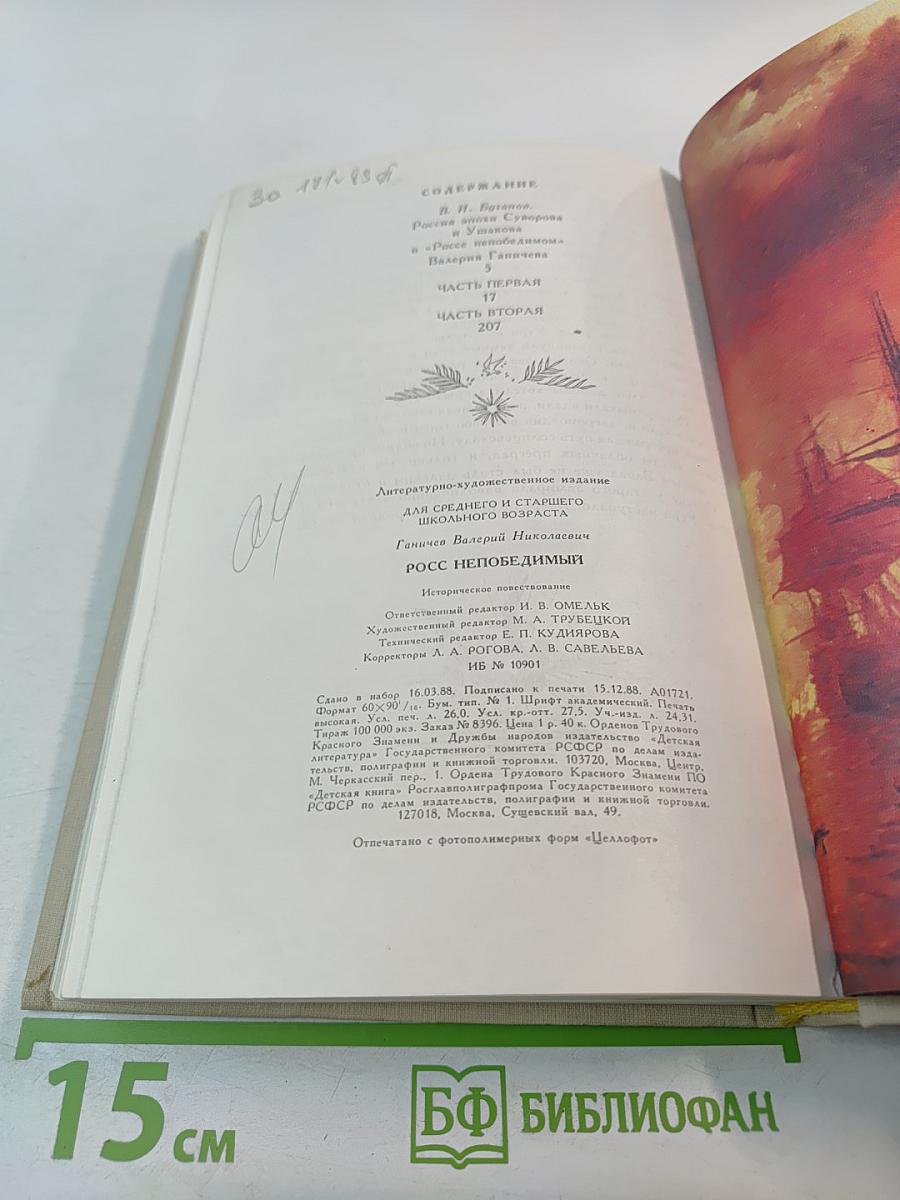 СОДЕРЖАНИЕ
В. И. Буганов.
Россия эпохи Суворова
и Ушакова
в «Россе непобедимом»
Валерия Ганичева
5
ЧАСТЬ ПЕРВАЯ
17
ЧАСТЬ ВТОРАЯ
207
Литературно-художественное издание
ДЛЯ СРЕДНЕГО И СТАРШЕГО
ШКОЛЬНОГО ВОЗРАСТА
Ганичев Валерий Николаевич
РОСС НЕПОБЕДИМЫЙ
Историческое повествование
Ответственный редактор И. В. ОМЕЛЬК
Художественный редактор М. А. ТРУБЕЦКОЙ
Технический редактор Е. П. КУДИЯРОВА
Корректоры Л. А. РОГОВА, Л. В. САВЕЛЬЕВА
ИБ № 10901
Сдано в набор 16.03.88. Подписано к печати 15.12.88. А01721.
Формат 60×90¹/₁₆. Бум. тип. № 1. Шрифт академический. Печать
высокая. Усл. печ. л. 26,0. Усл. кр.-отт. 27,5. Уч.-изд. л. 24,31.
Тираж 100 000 экз. Заказ № 8396. Цена 1 р. 40 к. Орденов Трудового
Красного Знамени и Дружбы народов издательство «Детская
литература» Государственного комитета РСФСР по делам изда-
тельств, полиграфии и книжной торговли. 103720, Москва, Центр,
М. Черкасский пер., 1. Ордена Трудового Красного Знамени ПО
«Детская книга» Росглавполиграфпрома Государственного комитета
РСФСР по делам издательств, полиграфии и книжной торговли.
127018, Москва, Сущевский вал, 49.
Отпечатано с фотополимерных форм «Целлофот»
15 см
БФ БИБЛИОФАН